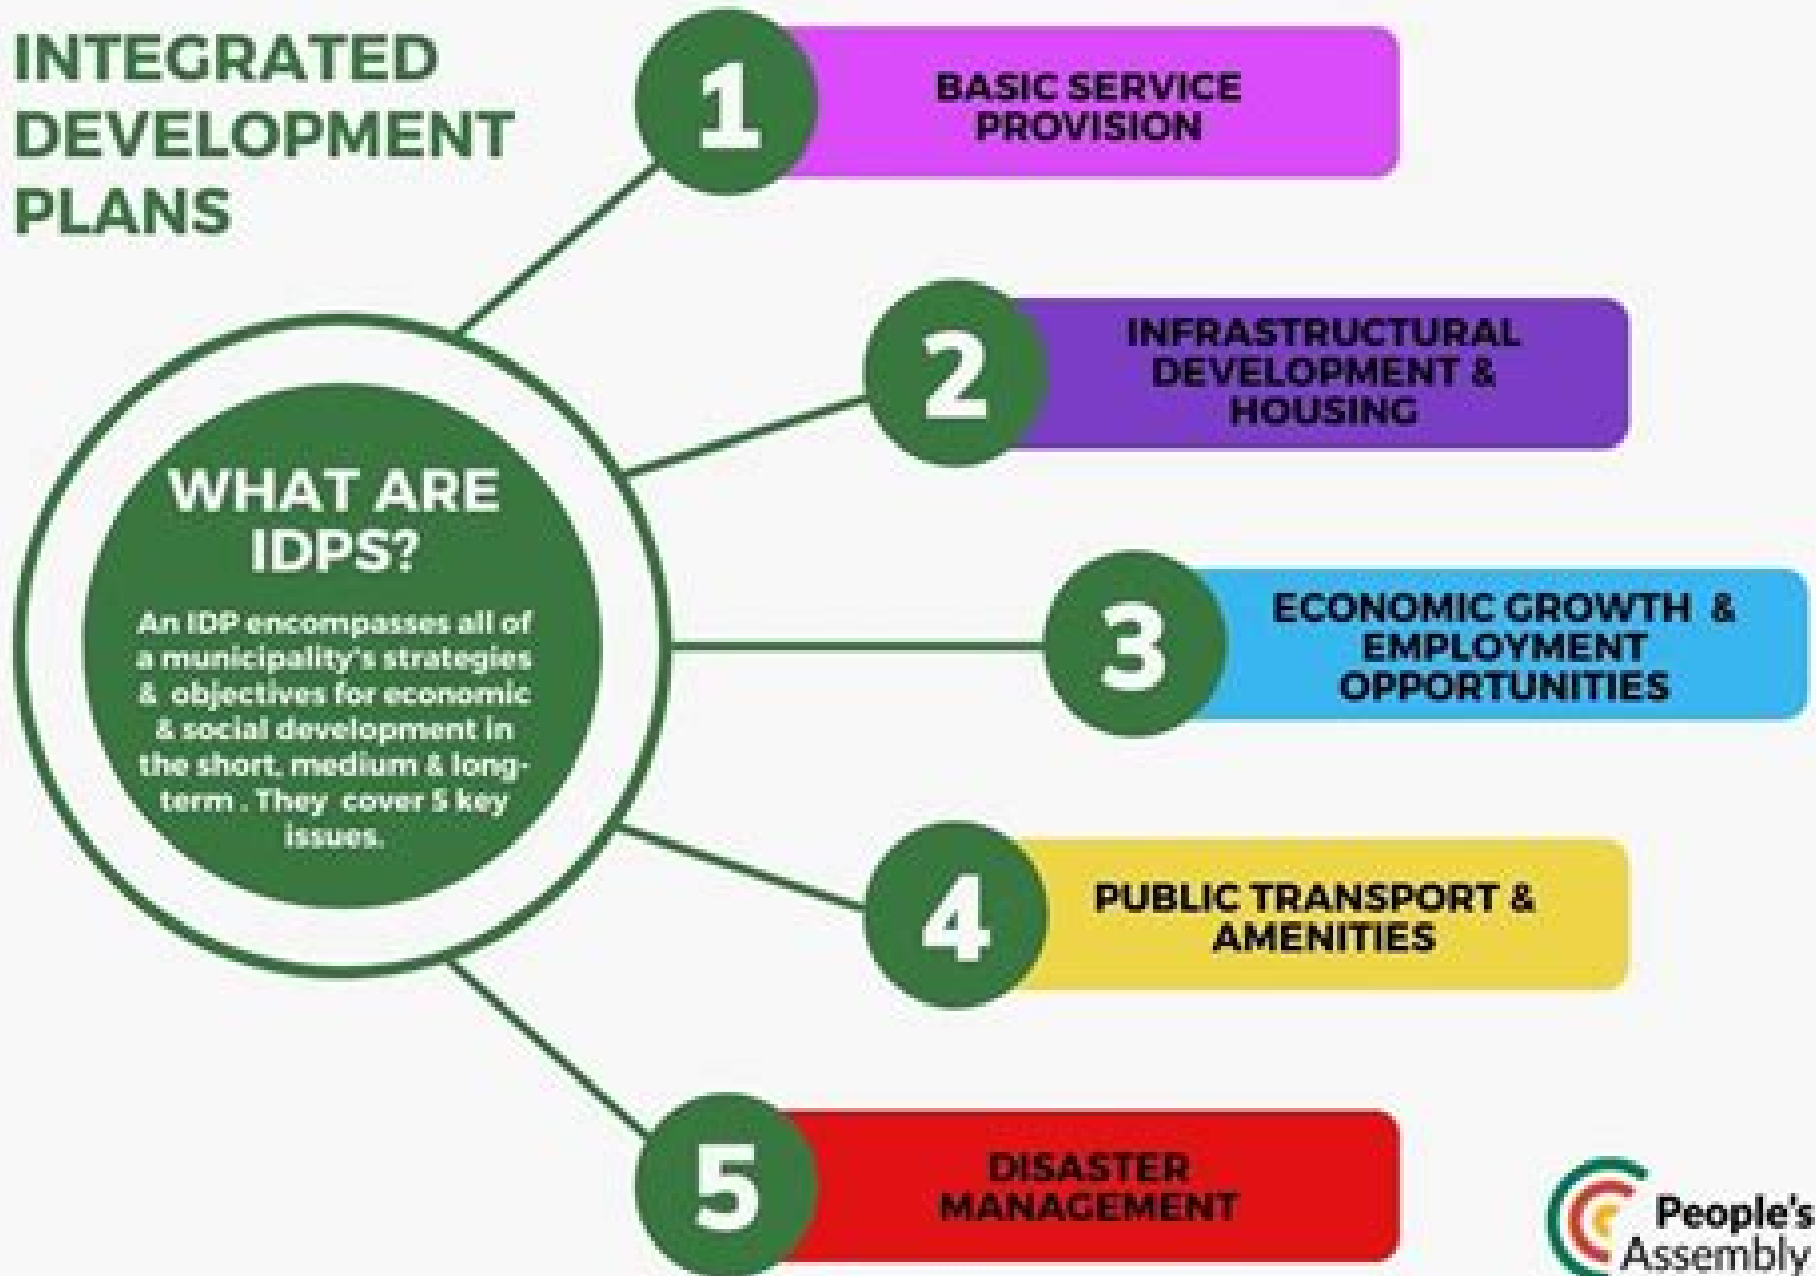 INTEGRATED
DEVELOPMENT
PLANS
WHAT ARE
IDPS?
An IDP encompasses all of
a municipality's strategies
& objectives for economic
& social development in
the short, medium & long-
term . They cover 5 key
issues.
1
BASIC SERVICE
PROVISION
2
INFRASTRUCTURAL
DEVELOPMENT &
HOUSING
3
ECONOMIC GROWTH &
EMPLOYMENT
OPPORTUNITIES
4
PUBLIC TRANSPORT &
AMENITIES
5
DISASTER
MANAGEMENT
People's
Assembly